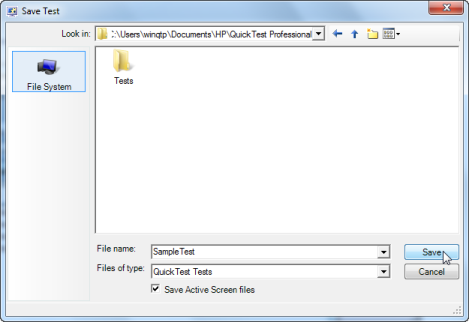 Save Test
Look in: :\Users\winqtp\Documents\HP\QuickTest Professional
File System
Tests
File name: SampleTest
Files of type: QuickTest Tests
Save Active Screen files
Save
Cancel